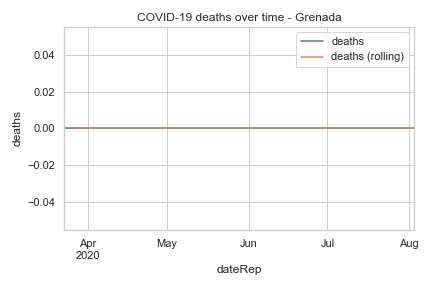 COVID-19 deaths over time - Grenada
deaths
deaths (rolling)
0.04
0.02
0.00
−0.02
−0.04
deaths
Apr
2020
May
Jun
Jul
Aug
dateRep